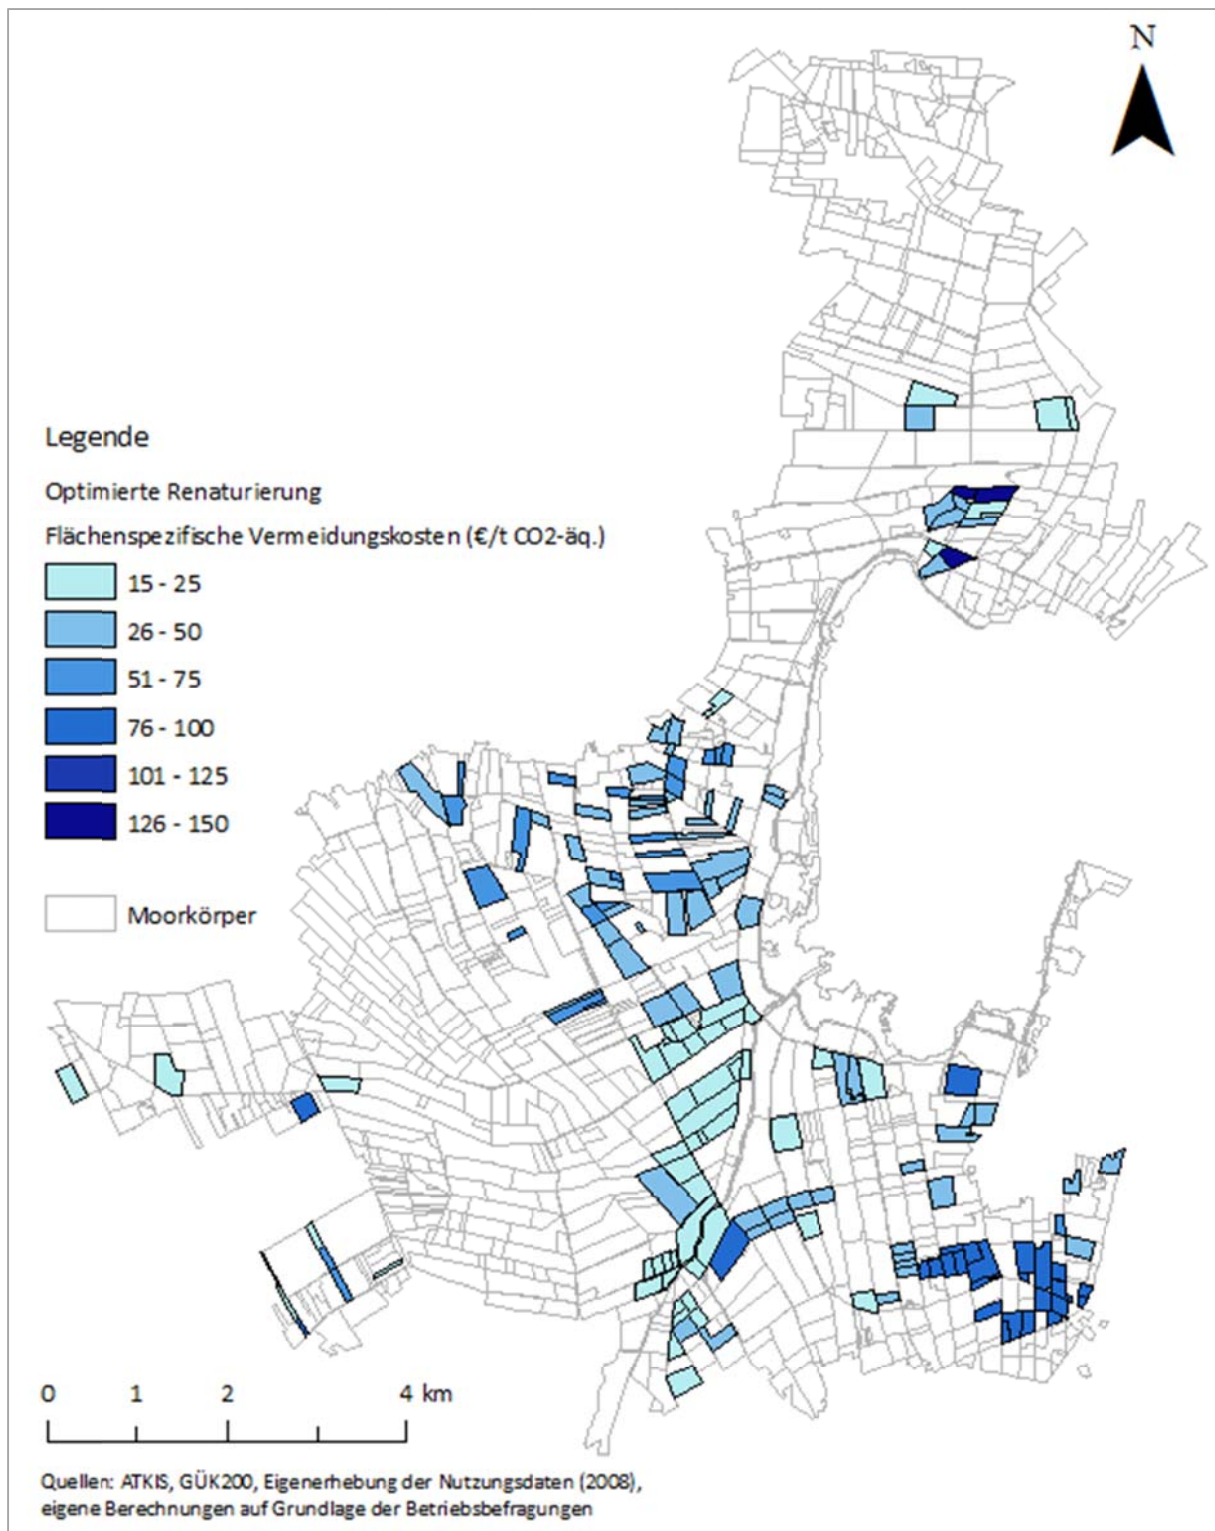 N
Legende
Optimierte Renaturierung
Flächenspezifische Vermeidungskosten (€/t CO2-äq.)
15 - 25
26 - 50
51 - 75
76 - 100
101 - 125
126 - 150
Moorkörper
0 1 2 4 km
Quellen: ATKIS, GÜK200, Eigenerhebung der Nutzungsdaten (2008),
eigene Berechnungen auf Grundlage der Betriebsbefragungen